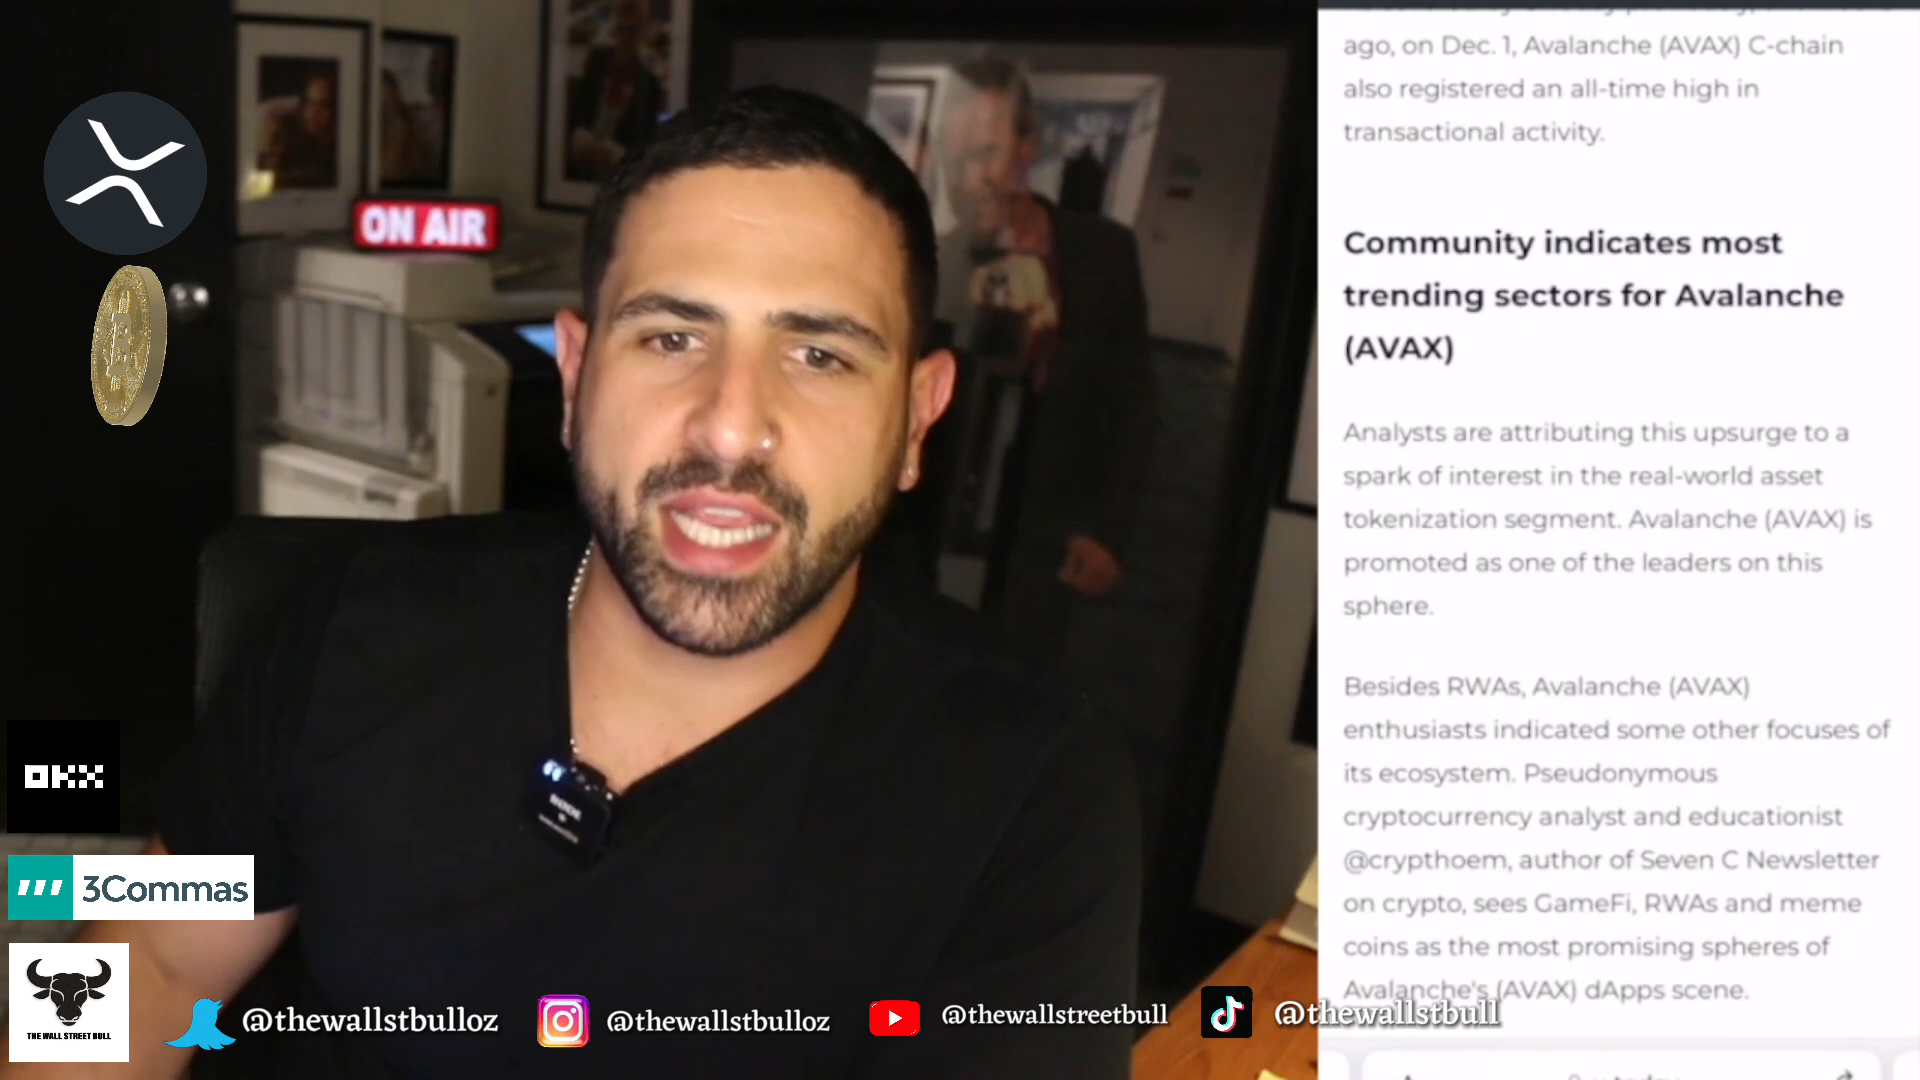 ago, on Dec. 1, Avalanche (AVAX) C-chain
also registered an all-time high in
transactional activity.
Community indicates most
trending sectors for Avalanche
(AVAX)
Analysts are attributing this upsurge to a
spark of interest in the real-world asset
tokenization segment. Avalanche (AVAX) is
promoted as one of the leaders on this
sphere.
Besides RWAs, Avalanche (AVAX)
enthusiasts indicated some other focuses of
its ecosystem. Pseudonymous
cryptocurrency analyst and educationist
@crypthoem, author of Seven C Newsletter
on crypto, sees GameFi, RWAs and meme
coins as the most promising spheres of
Avalanche's (AVAX) dApps scene.
ON AIR
OKX
3Commas
THE WALL STREET BULL
@thewallstbulloz
@thewallstbulloz
@thewallstreetbull
@thewallstbull